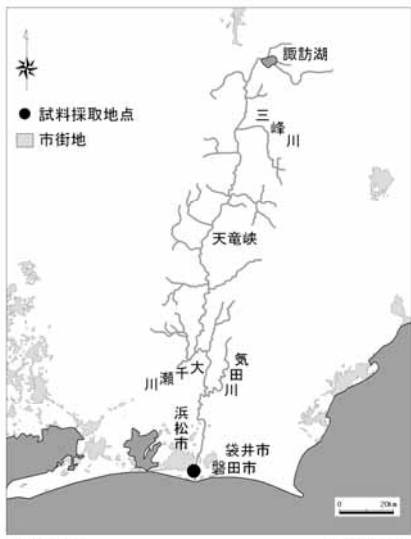 諏訪湖
三峰川
● 試料採取地点
市街地
天竜峡
気田川
大千瀬川
浜松市
袋井市
磐田市
0 20km